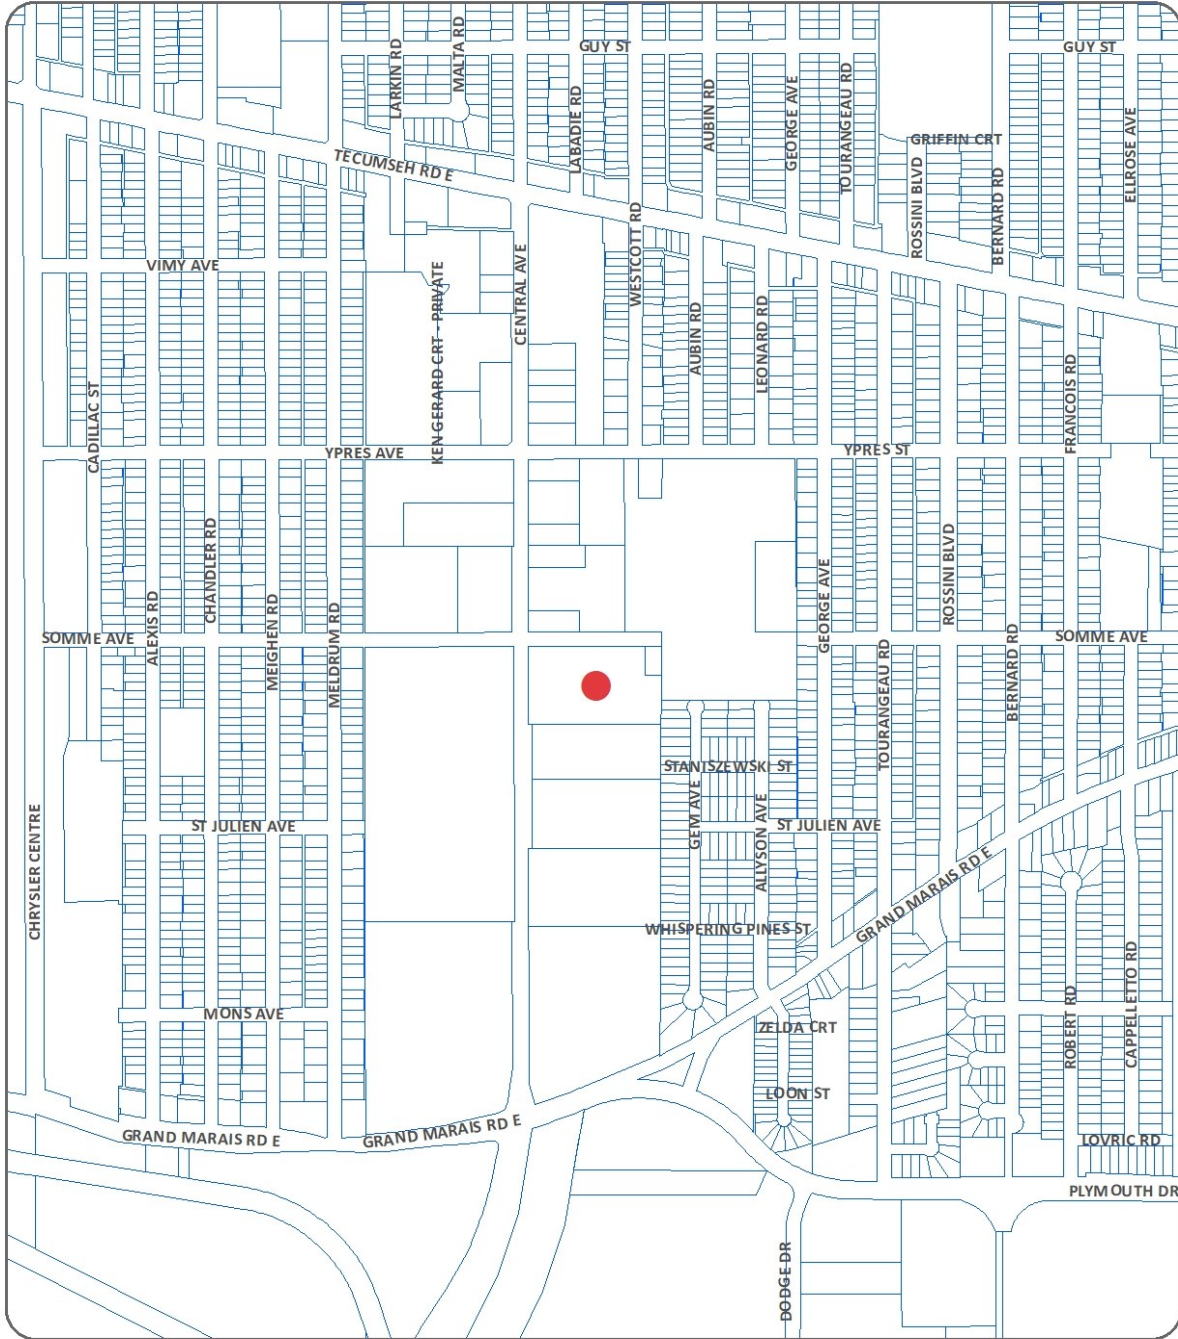 GUY ST
GUY ST
LARKIN RD
MALTA RD
LABADIE RD
AUBIN RD
GEORGE AVE
TOURANGEAU RD
ELLROSE AVE
GRIFFIN CRT
TECUMSEH RD E
ROSSINI BLVD
BERNARD RD
VIMY AVE
WESTCOTT RD
CENTRAL AVE
KEN GERARD CRT - PRIVATE
AUBIN RD
LEONARD RD
FRANCOIS RD
CADILLAC ST
YPRES AVE
YPRES ST
CHANDLER RD
ROSSINI BLVD
GEORGE AVE
ALEXIS RD
MEIGHEN RD
MELDRUM RD
SOMME AVE
SOMME AVE
BERNARD RD
TOURANGEAU RD
STANISZEWSKI ST
GEM AVE
ALLYSON AVE
ST JULIEN AVE
ST JULIEN AVE
CHRYSLER CENTRE
GRAND MARAIS RD E
WHISPERING PINES ST
CAPPELLETTO RD
ROBERT RD
MONS AVE
ZELDA CRT
LOON ST
GRAND MARAIS RD E
GRAND MARAIS RD E
LOVRIC RD
PLYMOUTH DR
DODGE DR